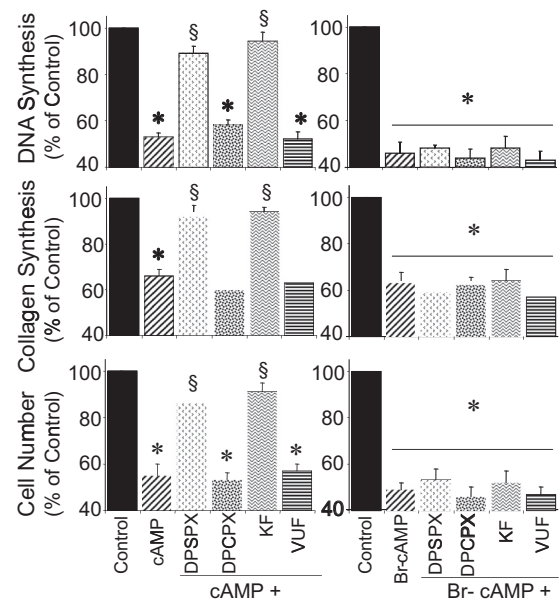 DNA Synthesis
(% of Control)
100
80
60
40
*
§
*
§
*
*
Collagen Synthesis
(% of Control)
100
80
60
40
*
§
§
100
80
60
40
*
Cell Number
(% of Control)
100
80
60
40
*
§
*
§
*
100
80
60
40
*
Control
cAMP
DPSPX
DPCPX
KF
VUF
cAMP +
Control
Br-cAMP
DPSPX
DPCPX
KF
VUF
Br- cAMP +
100
80
60
40